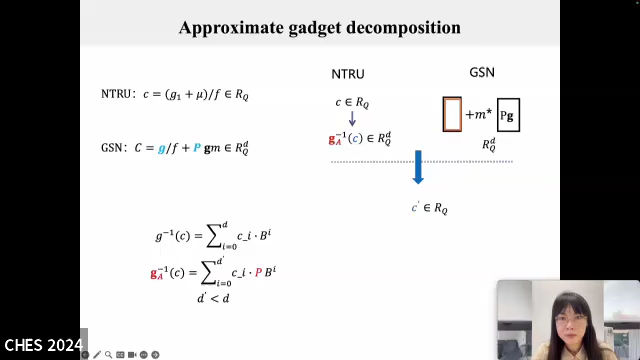 Approximate gadget decomposition
NTRU
GSN
NTRU: c = (g₁ + μ)/f ∈ R_Q
c ∈ R_Q
+m* Pg
GSN: C = g/f + P gm ∈ R_Q^d
g_A^{-1}(c) ∈ R_Q^d
R_Q^d
c′ ∈ R_Q
g^{-1}(c) = ∑_{i=0}^{d} c_i · B^i
g_A^{-1}(c) = ∑_{i=0}^{d′} c_i · P B^i
d′ < d
CHES 2024